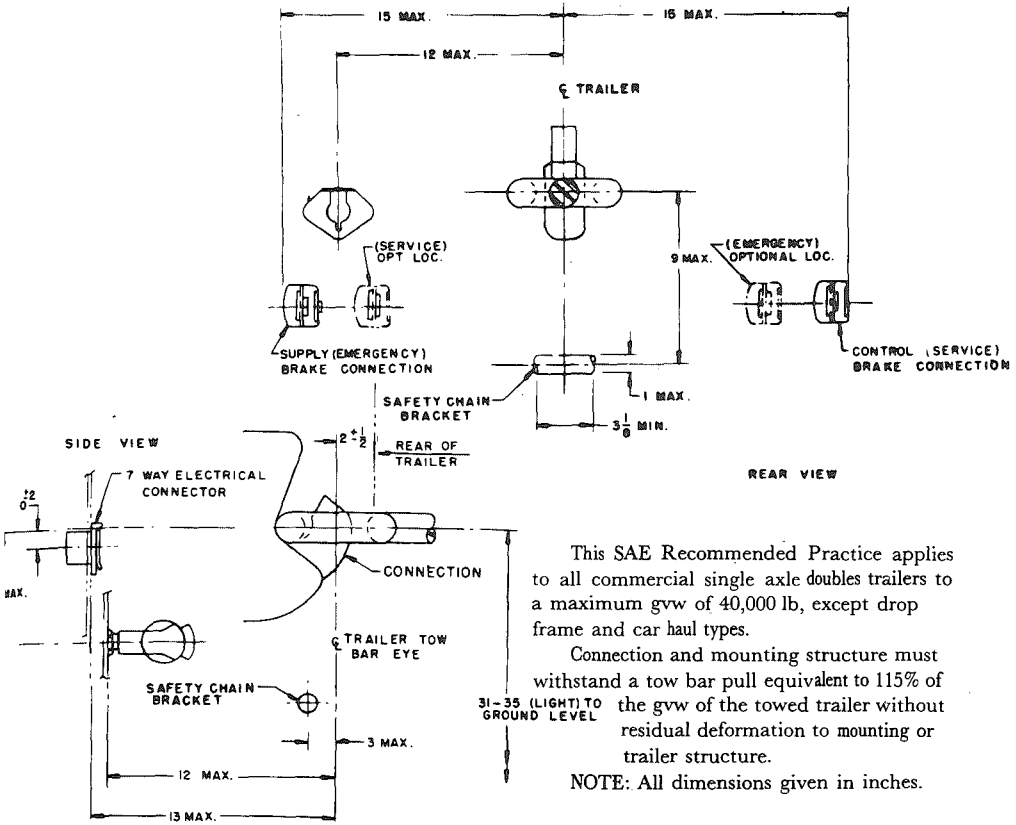 15 MAX.
15 MAX.
12 MAX.
℄ TRAILER
(SERVICE)
OPT LOC.
(EMERGENCY)
OPTIONAL LOC.
9 MAX.
SUPPLY (EMERGENCY)
BRAKE CONNECTION
CONTROL (SERVICE)
BRAKE CONNECTION
SAFETY CHAIN
BRACKET
1 MAX.
3 1/8 MIN.
SIDE VIEW
2 ± 1/2
REAR OF
TRAILER
REAR VIEW
7 WAY ELECTRICAL
CONNECTOR
±2
0
CONNECTION
MAX.
℄ TRAILER TOW
BAR EYE
SAFETY CHAIN
BRACKET
31-35 (LIGHT) TO
GROUND LEVEL
3 MAX.
12 MAX.
13 MAX.
This SAE Recommended Practice applies
to all commercial single axle doubles trailers to
a maximum gvw of 40,000 lb, except drop
frame and car haul types.
Connection and mounting structure must
withstand a tow bar pull equivalent to 115% of
the gvw of the towed trailer without
residual deformation to mounting or
trailer structure.
NOTE: All dimensions given in inches.